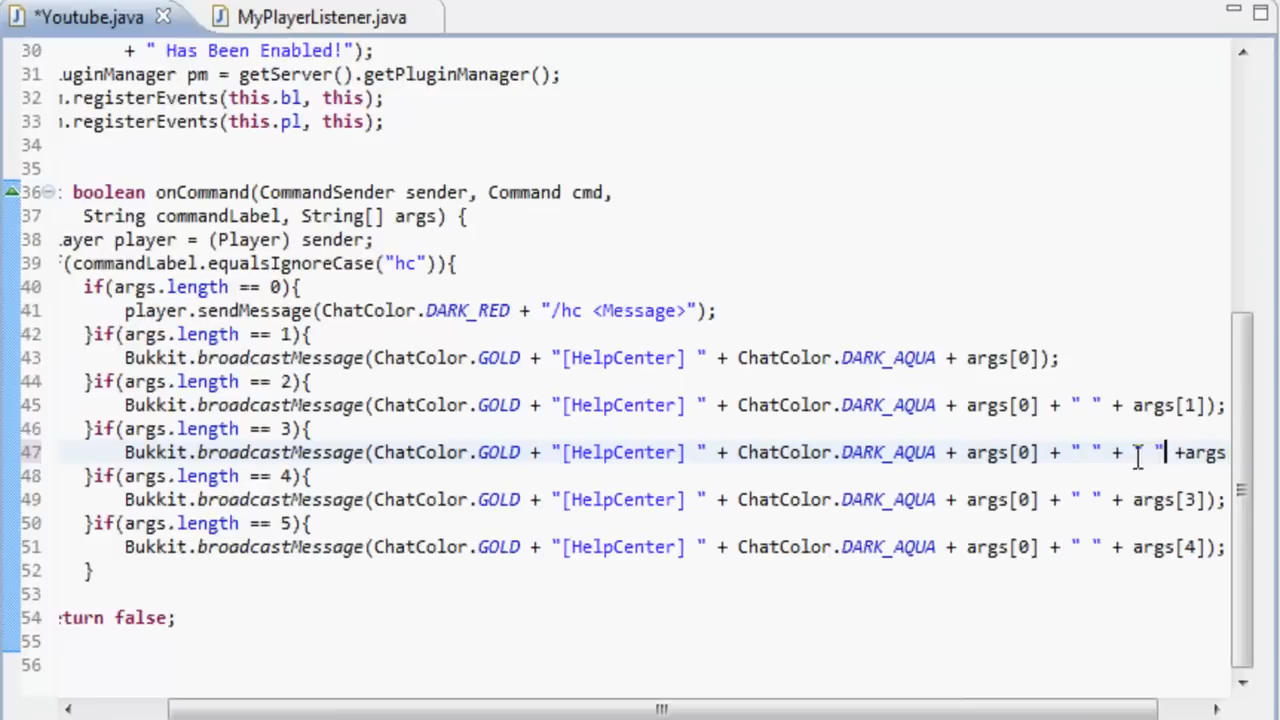 *Youtube.java
MyPlayerListener.java
30 + " Has Been Enabled!");
31 .uginManager pm = getServer().getPluginManager();
32 .registerEvents(this.bl, this);
33 .registerEvents(this.pl, this);
34
35
36 : boolean onCommand(CommandSender sender, Command cmd,
37 String commandLabel, String[] args) {
38 .ayer player = (Player) sender;
39 (commandLabel.equalsIgnoreCase("hc")){
40 if(args.length == 0){
41 player.sendMessage(ChatColor.DARK_RED + "/hc <Message>");
42 }if(args.length == 1){
43 Bukkit.broadcastMessage(ChatColor.GOLD + "[HelpCenter] " + ChatColor.DARK_AQUA + args[0]);
44 }if(args.length == 2){
45 Bukkit.broadcastMessage(ChatColor.GOLD + "[HelpCenter] " + ChatColor.DARK_AQUA + args[0] + " " + args[1]);
46 }if(args.length == 3){
47 Bukkit.broadcastMessage(ChatColor.GOLD + "[HelpCenter] " + ChatColor.DARK_AQUA + args[0] + " " + " " +args
48 }if(args.length == 4){
49 Bukkit.broadcastMessage(ChatColor.GOLD + "[HelpCenter] " + ChatColor.DARK_AQUA + args[0] + " " + args[3]);
50 }if(args.length == 5){
51 Bukkit.broadcastMessage(ChatColor.GOLD + "[HelpCenter] " + ChatColor.DARK_AQUA + args[0] + " " + args[4]);
52 }
53
54 :turn false;
55
56